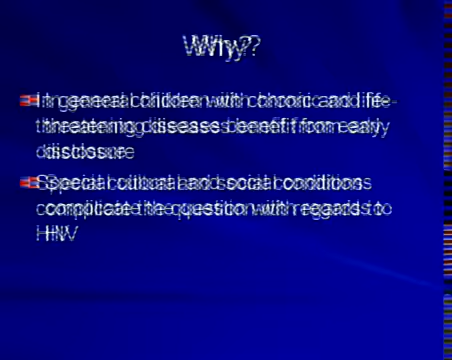 Why?
In general children with chronic and life-
threatening diseases benefit from early
disclosure
Special cultural and social conditions
complicate the question with regards to
HIV